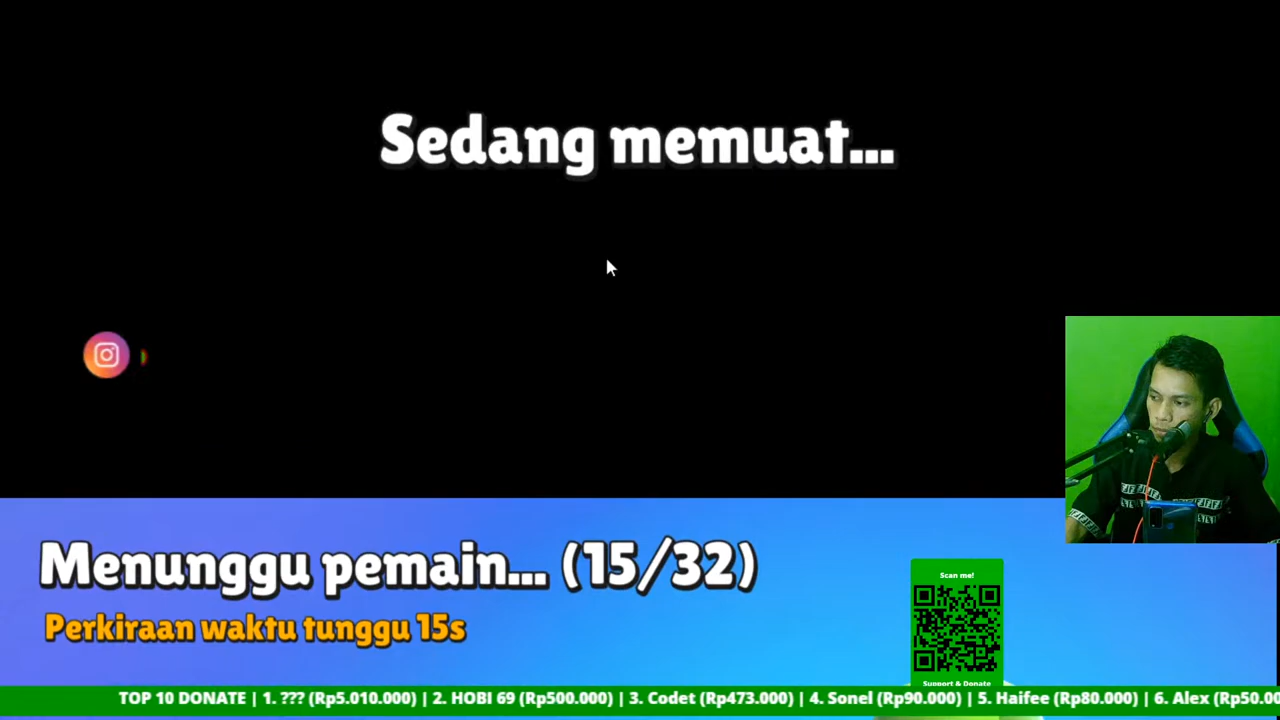 Sedang memuat...
Menunggu pemain... (15/32)
Perkiraan waktu tunggu 15s
Scan me!
Support & Donate
TOP 10 DONATE | 1. ??? (Rp5.010.000) | 2. HOBI 69 (Rp500.000) | 3. Codet (Rp473.000) | 4. Sonel (Rp90.000) | 5. Haifee (Rp80.000) | 6. Alex (Rp50.00